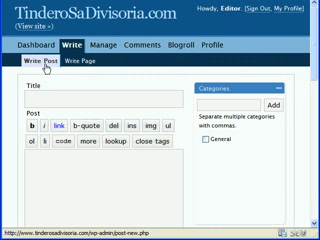 TinderoSaDivisoria.com
Howdy, Editor. [Sign Out, My Profile]
(View site »)
Dashboard Write Manage Comments Blogroll Profile
Write Post Write Page
Title
Categories
Add
Separate multiple categories
with commas.
General
Post
b i link b-quote del ins img ul
ol li code more lookup close tags
http://www.tinderosadivisoria.com/wp-admin/post-new.php